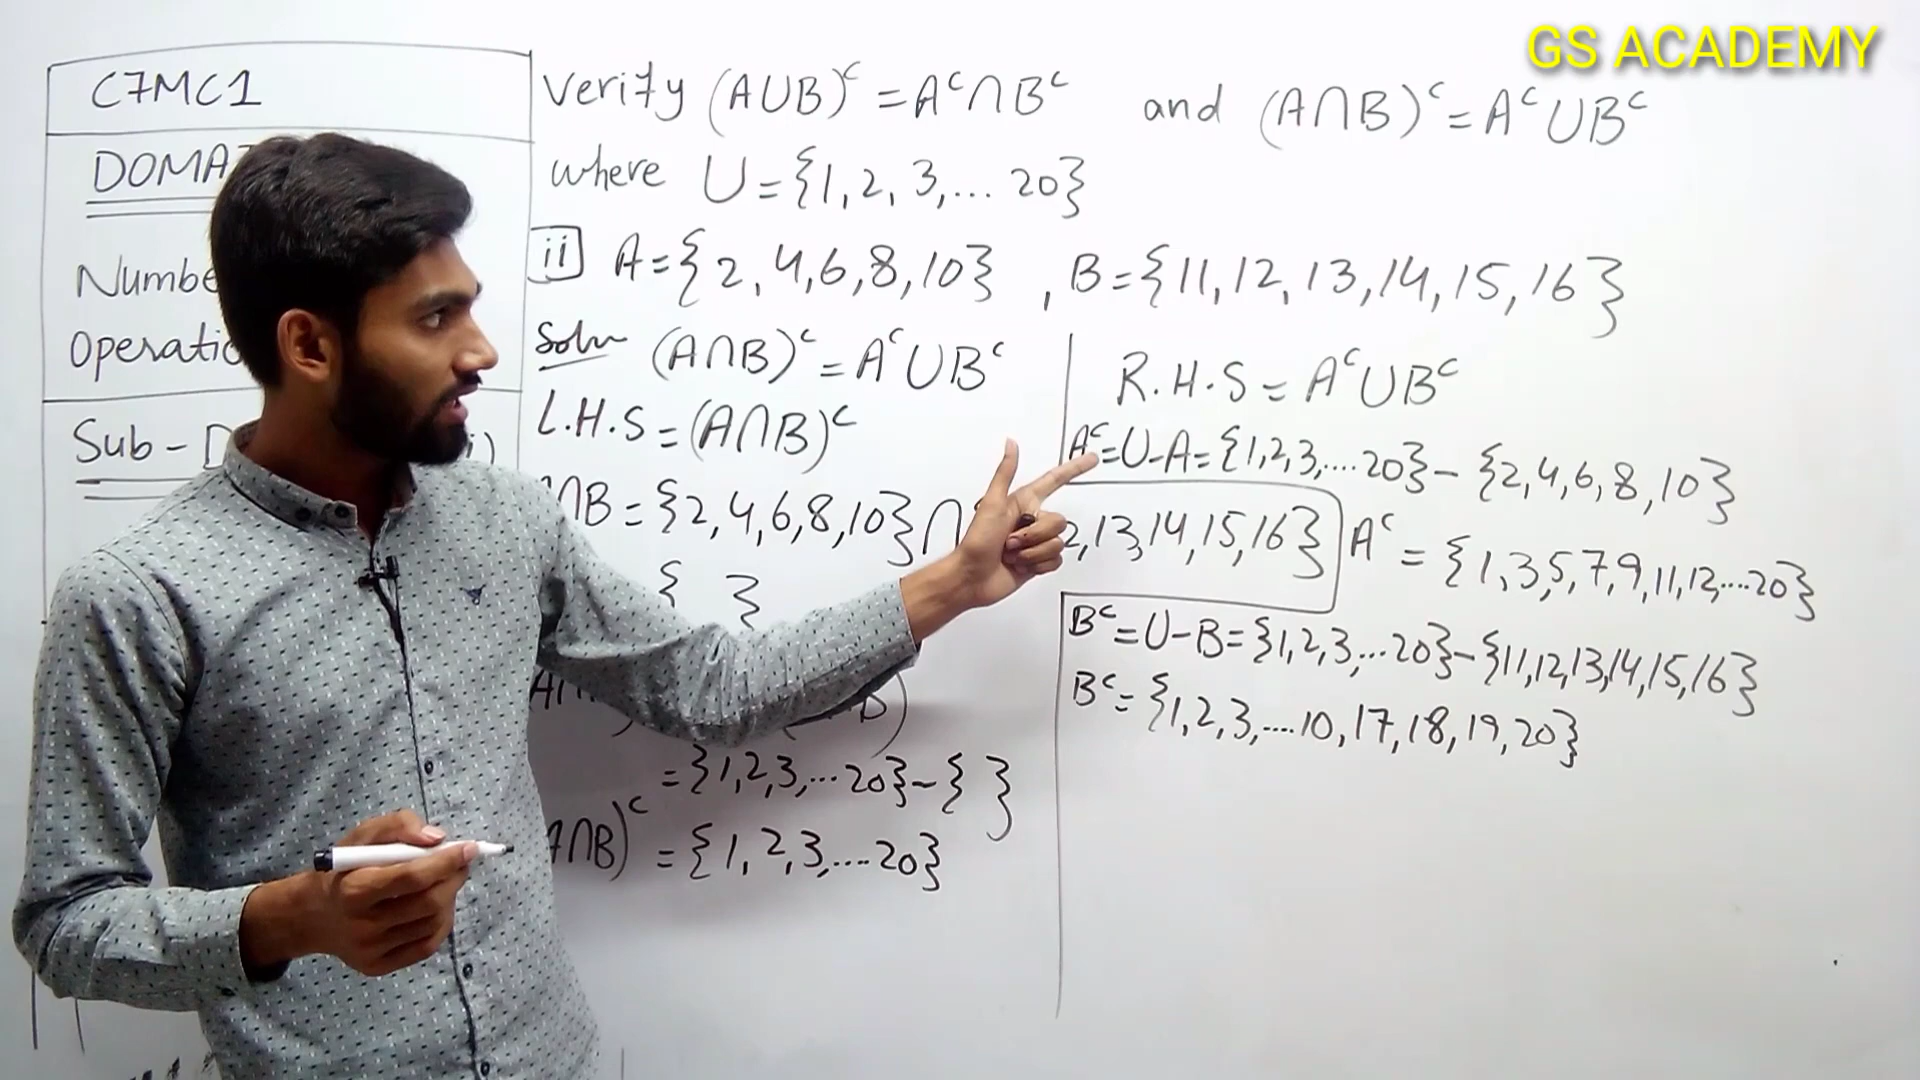 GS ACADEMY
C7MC1
Numbe
Operatio
Sub-D
Verify (A∪B)ᶜ = Aᶜ∩Bᶜ and (A∩B)ᶜ = Aᶜ∪Bᶜ
where U = {1, 2, 3, ... 20}
ii A = {2, 4, 6, 8, 10} , B = {11, 12, 13, 14, 15, 16}
Soln (A∩B)ᶜ = Aᶜ∪Bᶜ
L.H.S = (A∩B)ᶜ
∩B = {2, 4, 6, 8, 10} ∩
2, 13, 14, 15, 16}
{ }
= {1, 2, 3, ... 20} - { }
∩B)ᶜ = {1, 2, 3, .... 20}
R.H.S = Aᶜ∪Bᶜ
Aᶜ = U-A = {1, 2, 3, .... 20} - {2, 4, 6, 8, 10}
Aᶜ = {1, 3, 5, 7, 9, 11, 12, .... 20}
Bᶜ = U-B = {1, 2, 3, ... 20} - {11, 12, 13, 14, 15, 16}
Bᶜ = {1, 2, 3, .... 10, 17, 18, 19, 20}